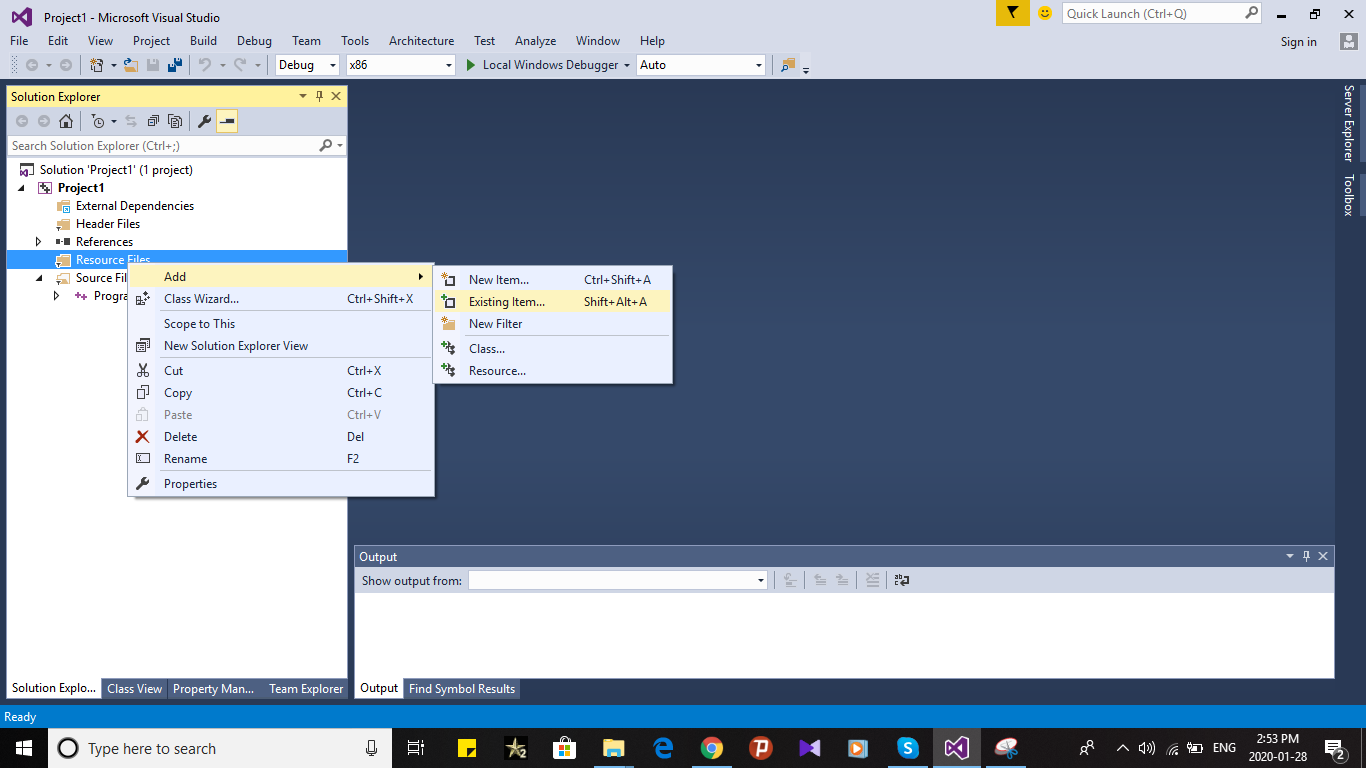 Project1 - Microsoft Visual Studio
Quick Launch (Ctrl+Q)
File Edit View Project Build Debug Team Tools Architecture Test Analyze Window Help
Sign in
Debug x86 Local Windows Debugger Auto
Solution Explorer
Search Solution Explorer (Ctrl+;)
Solution 'Project1' (1 project)
Project1
External Dependencies
Header Files
References
Resource Files
Source Fil
Progra
Add
Class Wizard... Ctrl+Shift+X
Scope to This
New Solution Explorer View
Cut Ctrl+X
Copy Ctrl+C
Paste Ctrl+V
Delete Del
Rename F2
Properties
New Item... Ctrl+Shift+A
Existing Item... Shift+Alt+A
New Filter
Class...
Resource...
Server Explorer
Toolbox
Output
Show output from:
Solution Explo... Class View Property Man... Team Explorer
Output Find Symbol Results
Ready
Type here to search
ENG
2:53 PM
2020-01-28
2